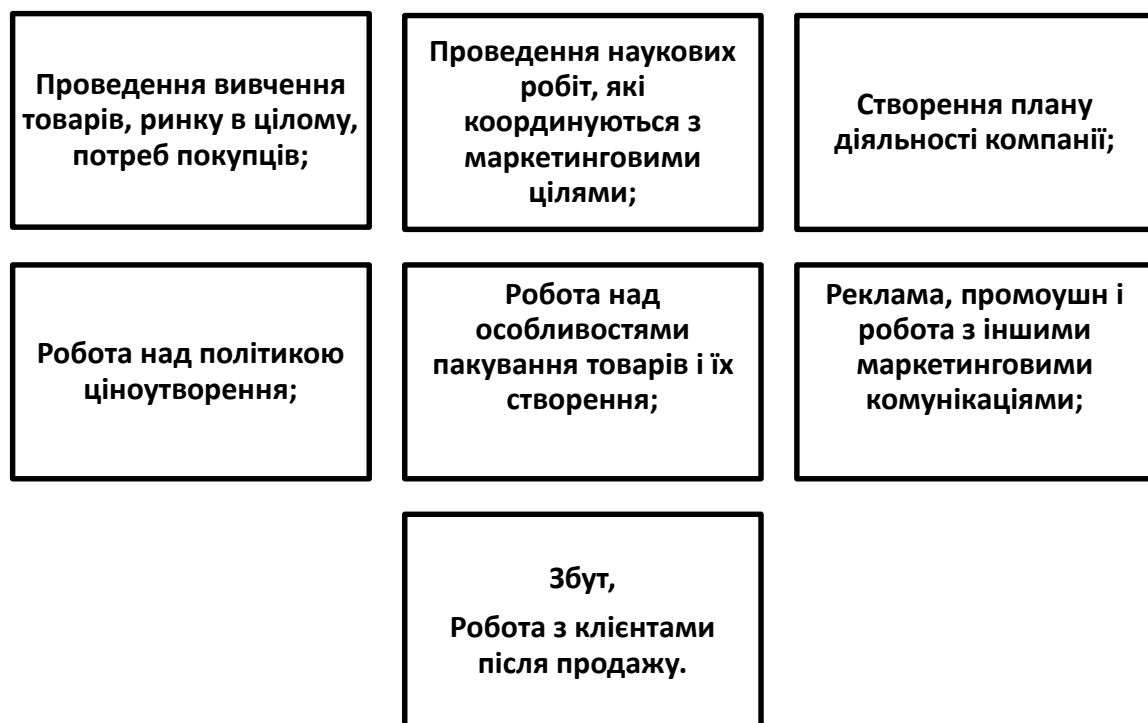 Проведення вивчення
товарів, ринку в цілому,
потреб покупців;
Проведення наукових
робіт, які
координуються з
маркетинговими
цілями;
Створення плану
діяльності компанії;
Робота над політикою
ціноутворення;
Робота над
особливостями
пакування товарів і їх
створення;
Реклама, промоушн і
робота з іншими
маркетинговими
комунікаціями;
Збут,
Робота з клієнтами
після продажу.